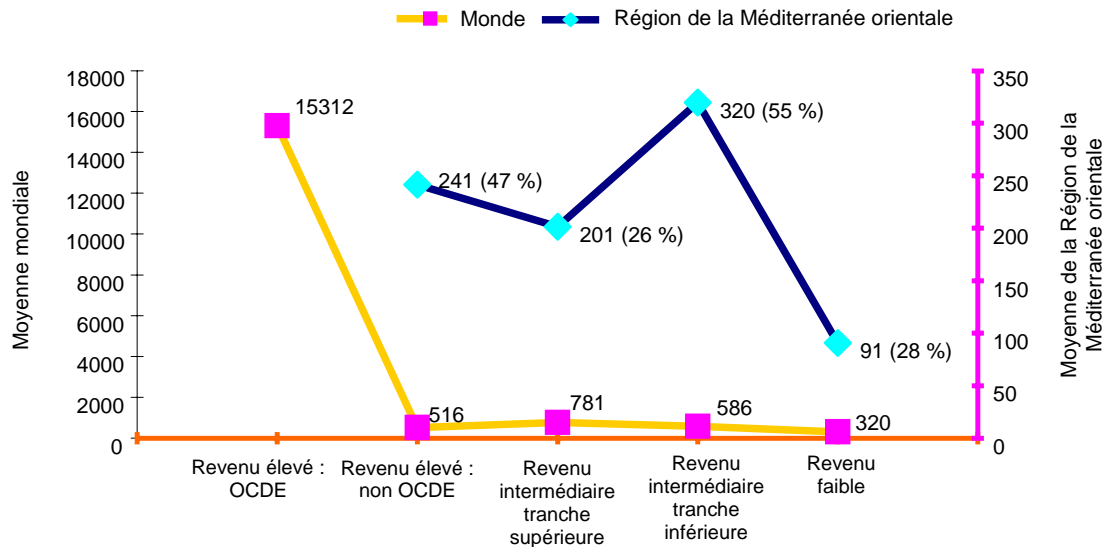 Monde
Région de la Méditerranée orientale
18000
16000
14000
12000
10000
8000
6000
4000
2000
0
Moyenne mondiale
15312
516
781
586
320
241 (47 %)
201 (26 %)
320 (55 %)
91 (28 %)
350
300
250
200
150
100
50
0
Moyenne de la Région de la
Méditerranée orientale
Revenu élevé :
OCDE
Revenu élevé :
non OCDE
Revenu
intermédiaire
tranche
supérieure
Revenu
intermédiaire
tranche
inférieure
Revenu
faible